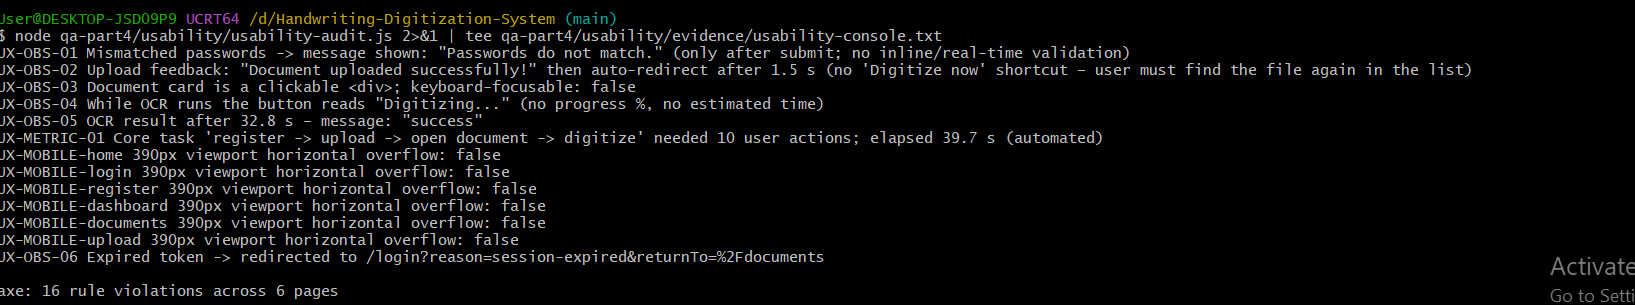 User@DESKTOP-JSDO9P9 UCRT64 /d/Handwriting-Digitization-System (main)
$ node qa-part4/usability/usability-audit.js 2>&1 | tee qa-part4/usability/evidence/usability-console.txt
UX-OBS-01 Mismatched passwords -> message shown: "Passwords do not match." (only after submit; no inline/real-time validation)
UX-OBS-02 Upload feedback: "Document uploaded successfully!" then auto-redirect after 1.5 s (no 'Digitize now' shortcut – user must find the file again in the list)
UX-OBS-03 Document card is a clickable <div>; keyboard-focusable: false
UX-OBS-04 While OCR runs the button reads "Digitizing..." (no progress %, no estimated time)
UX-OBS-05 OCR result after 32.8 s – message: "success"
UX-METRIC-01 Core task 'register -> upload -> open document -> digitize' needed 10 user actions; elapsed 39.7 s (automated)
UX-MOBILE-home 390px viewport horizontal overflow: false
UX-MOBILE-login 390px viewport horizontal overflow: false
UX-MOBILE-register 390px viewport horizontal overflow: false
UX-MOBILE-dashboard 390px viewport horizontal overflow: false
UX-MOBILE-documents 390px viewport horizontal overflow: false
UX-MOBILE-upload 390px viewport horizontal overflow: false
UX-OBS-06 Expired token -> redirected to /login?reason=session-expired&returnTo=%2Fdocuments
axe: 16 rule violations across 6 pages
Activate
Go to Setti